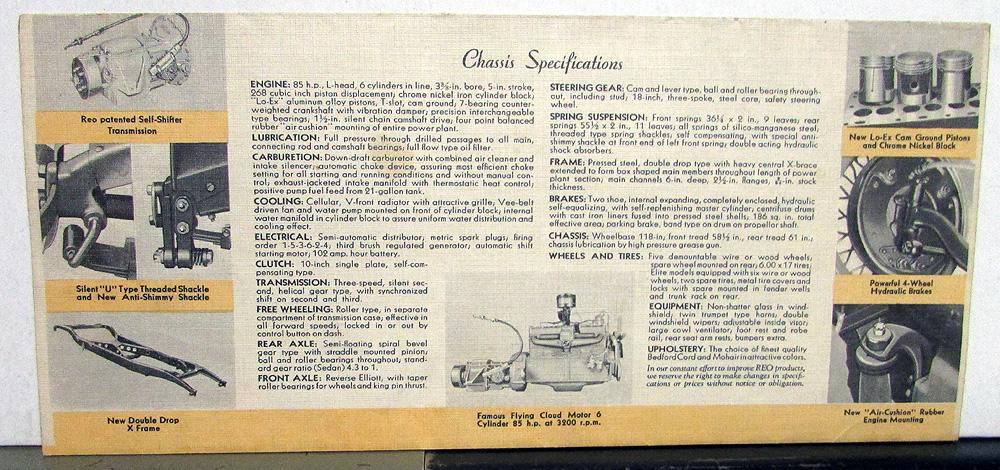 Chassis Specifications
Reo patented Self-Shifter
Transmission
Silent "U" Type Threaded Shackle
and New Anti-Shimmy Shackle
New Double Drop
X Frame
ENGINE: 85 h.p., L-head, 6 cylinders in line, 3⅜-in. bore, 5-in. stroke,
268 cubic inch piston displacement; chrome nickel iron cylinder block;
"Lo-Ex" aluminum alloy pistons, T-slot, cam ground; 7-bearing counter-
weighted crankshaft with vibration damper; precision interchangeable
type bearings, 1½-in. silent chain camshaft drive; four point balanced
rubber "air cushion" mounting of entire power plant.
LUBRICATION: Full pressure through drilled passages to all main,
connecting rod and camshaft bearings; full flow type oil filter.
CARBURETION: Down-draft carburetor with combined air cleaner and
intake silencer; automatic choke device, assuring most efficient choke
setting for all starting and running conditions and without manual con-
trol; exhaust-jacketed intake manifold with thermostatic heat control;
positive pump fuel feed from 21-gallon tank.
COOLING: Cellular, V-front radiator with attractive grille; Vee-belt
driven fan and water pump mounted on front of cylinder block; internal
water manifold in cylinder block to assure uniform water distribution and
cooling effect.
ELECTRICAL: Semi-automatic distributor; metric spark plugs; firing
order 1-5-3-6-2-4; third brush regulated generator; automatic shift
starting motor; 102 amp. hour battery.
CLUTCH: 10-inch single plate, self-com-
pensating type.
TRANSMISSION: Three-speed, silent sec-
ond, helical gear type, with synchronized
shift on second and third.
FREE WHEELING: Roller type, in separate
compartment of transmission case, effective in
all forward speeds, locked in or out by
control button on dash.
REAR AXLE: Semi-floating spiral bevel
gear type with straddle mounted pinion;
ball and roller bearings throughout; stand-
ard gear ratio (Sedan) 4.3 to 1.
FRONT AXLE: Reverse Elliott, with taper
roller bearings for wheels and king pin thrust.
STEERING GEAR: Cam and lever type, ball and roller bearing through-
out, including stud; 18-inch, three-spoke, steel core, safety steering
wheel.
SPRING SUSPENSION: Front springs 36¼ x 2 in., 9 leaves; rear
springs 55½ x 2 in., 11 leaves; all springs of silico-manganese steel,
threaded type spring shackles, self compensating, with special anti-
shimmy shackle at front end of left front spring; double acting hydraulic
shock absorbers.
FRAME: Pressed steel, double drop type with heavy central X-brace
extended to form box shaped main members throughout length of power
plant section; main channels 6-in. deep, 2½-in. flanges, -in. stock
thickness.
BRAKES: Two shoe, internal expanding, completely enclosed, hydraulic
self-equalizing, with self-replenishing master cylinder; centrifuse drums
with cast iron liners fused into pressed steel shells, 186 sq. in. total
effective area; parking brake, band type on drum on propeller shaft.
CHASSIS: Wheelbase 118-in, front tread 58½ in., rear tread 61 in.,
chassis lubrication by high pressure grease gun.
WHEELS AND TIRES: Five demountable wire or wood wheels,
spare wheel mounted on rear; 6.00 x 17 tires;
Elite models equipped with six wire or wood
wheels, two spare tires, metal tire covers and
locks with spare mounted in fender wells
and trunk rack on rear.
EQUIPMENT: Non-shatter glass in wind-
shield, twin trumpet type horns, double
windshield wipers; adjustable inside visor;
large cowl ventilator, foot rest and robe
rail, rear seat arm rests, bumpers extra.
UPHOLSTERY: The choice of finest quality
Bedford Cord and Mohair in attractive colors.
In our constant effort to improve REO products,
we reserve the right to make changes in specifi-
cations or prices without notice or obligation.
Famous Flying Cloud Motor 6
Cylinder 85 h.p. at 3200 r.p.m.
New Lo-Ex Cam Ground Pistons
and Chrome Nickel Block
Powerful 4-Wheel
Hydraulic Brakes
New "Air-Cushion" Rubber
Engine Mounting